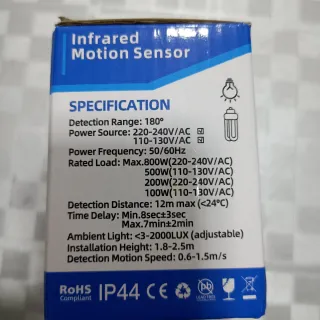 Infrared
Motion Sensor
SPECIFICATION
Detection Range: 180°
Power Source: 220-240V/AC ☑
110-130V/AC ☑
Power Frequency: 50/60Hz
Rated Load: Max.800W(220-240V/AC)
500W(110-130V/AC)
200W(220-240V/AC)
100W(110-130V/AC)
Detection Distance: 12m max (<24°C)
Time Delay: Min.8sec±3sec
Max.7min±2min
Ambient Light: <3-2000LUX (adjustable)
Installation Height: 1.8-2.5m
Detection Motion Speed: 0.6-1.5m/s
RoHS
Compliant
IP44 CE